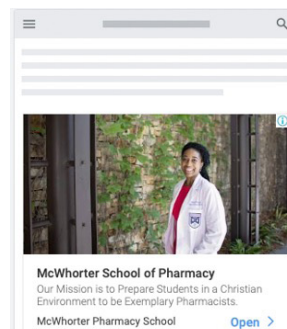 McWhorter School of Pharmacy
Our Mission is to Prepare Students in a Christian
Environment to be Exemplary Pharmacists.
McWhorter Pharmacy School
Open